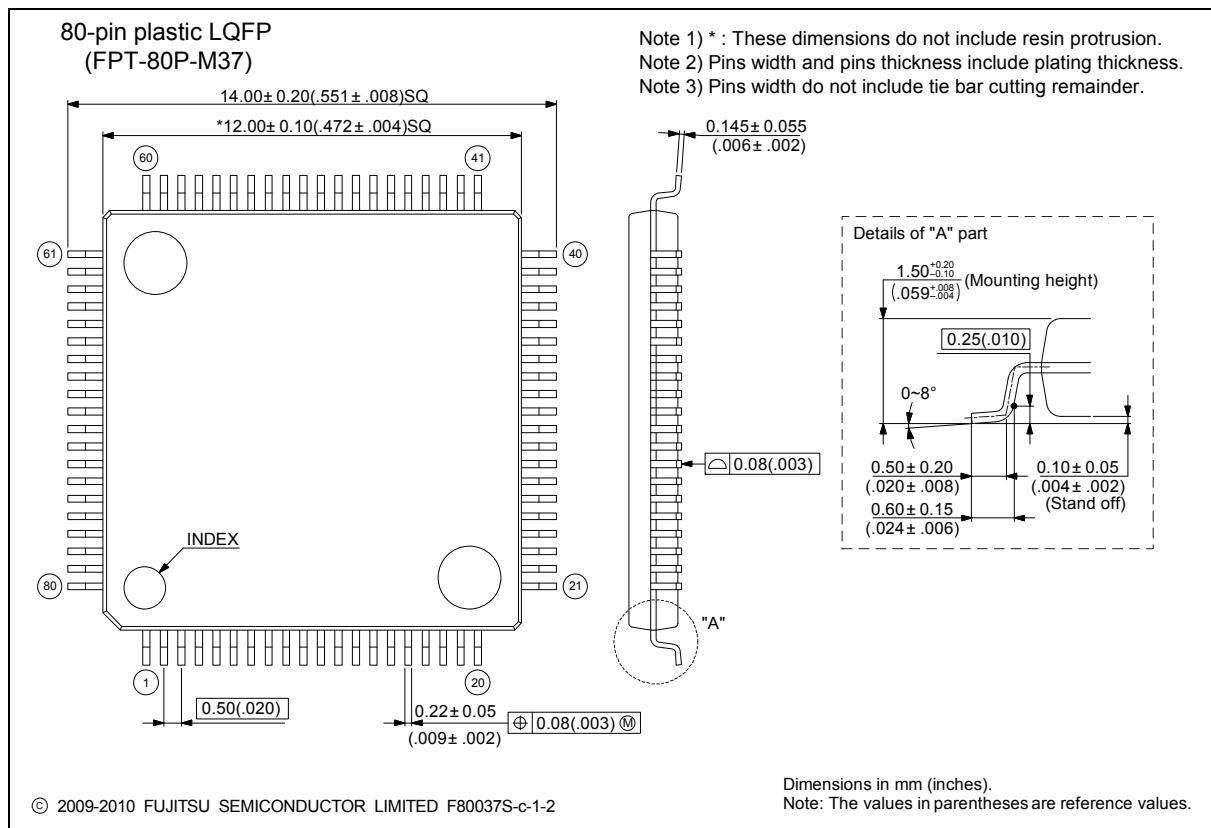 80-pin plastic LQFP
(FPT-80P-M37)
Note 1) * : These dimensions do not include resin protrusion.
Note 2) Pins width and pins thickness include plating thickness.
Note 3) Pins width do not include tie bar cutting remainder.
14.00± 0.20(.551± .008)SQ
*12.00± 0.10(.472± .004)SQ
60
41
61
40
INDEX
80
21
1
20
0.50(.020)
0.22± 0.05
(.009± .002)
⌖ 0.08(.003) Ⓜ
0.145± 0.055
(.006± .002)
⌓ 0.08(.003)
"A"
Details of "A" part
1.50 +0.20 –0.10
(.059 +.008 –.004)
(Mounting height)
0.25(.010)
0~8°
0.50± 0.20
(.020± .008)
0.60± 0.15
(.024± .006)
0.10± 0.05
(.004± .002)
(Stand off)
© 2009-2010 FUJITSU SEMICONDUCTOR LIMITED F80037S-c-1-2
Dimensions in mm (inches).
Note: The values in parentheses are reference values.